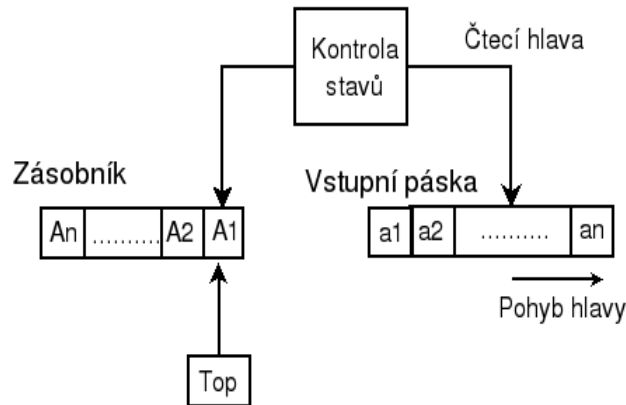 Kontrola
stavů
Čtecí hlava
Zásobník
Vstupní páska
An .......... A2 A1
a1 a2 .......... an
Pohyb hlavy
Top